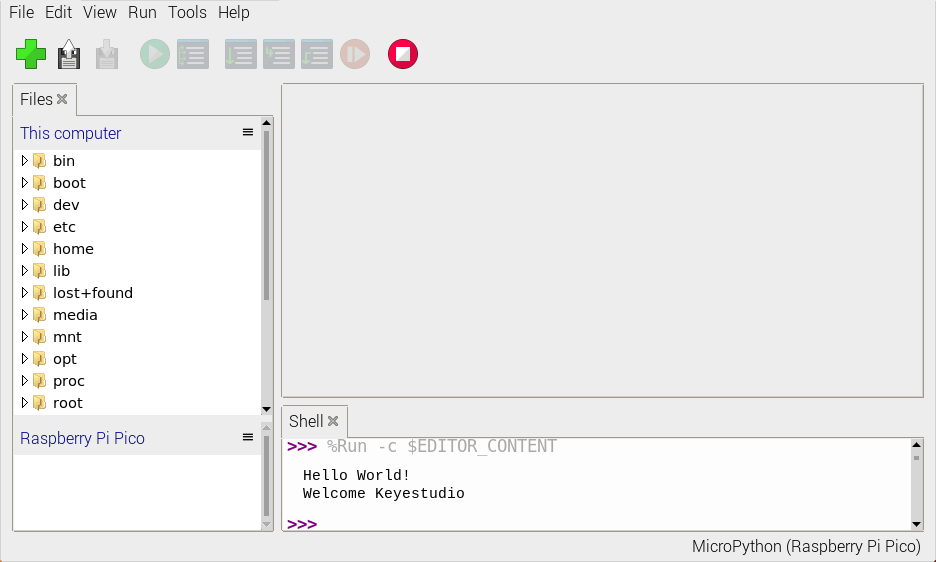 File Edit View Run Tools Help
Files
This computer
bin
boot
dev
etc
home
lib
lost+found
media
mnt
opt
proc
root
Raspberry Pi Pico
Shell
>>> %Run -c $EDITOR_CONTENT
Hello World!
Welcome Keyestudio
>>>
MicroPython (Raspberry Pi Pico)